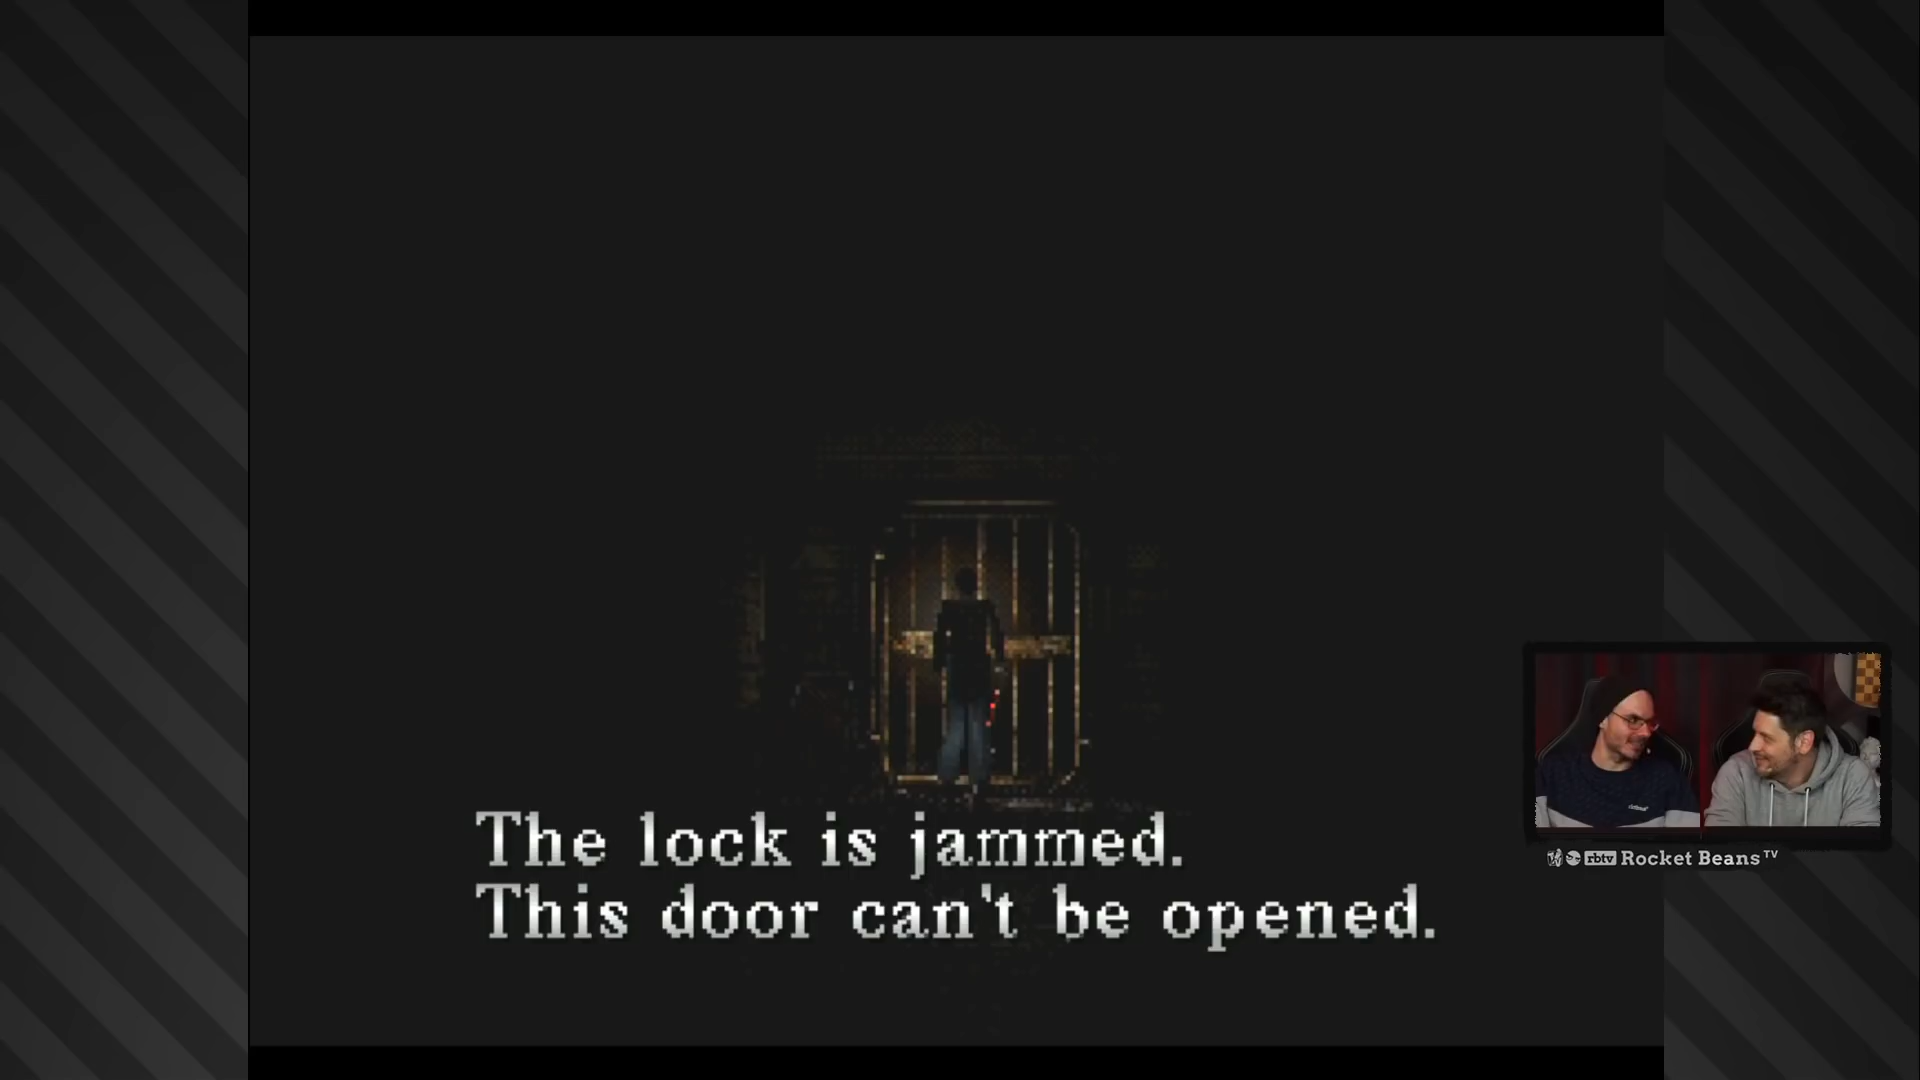 The lock is jammed.
This door can't be opened.
rbtv Rocket Beans TV